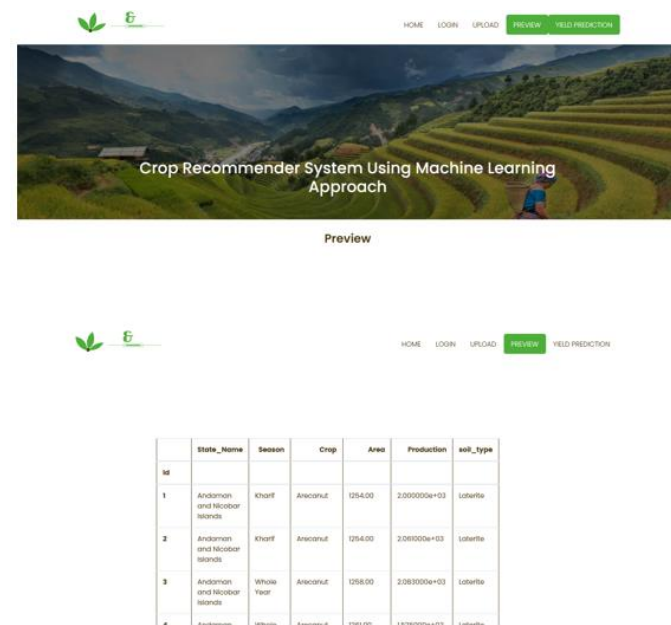 &
HOME LOGIN UPLOAD PREVIEW YIELD PREDICTION
Crop Recommender System Using Machine Learning
Approach
Preview
&
HOME LOGIN UPLOAD PREVIEW YIELD PREDICTION
State_Name Season Crop Area Production soil_type
Id
1 Andaman and Nicobar Islands Kharif Arecanut 1254.00 2.000000e+03 Laterite
2 Andaman and Nicobar Islands Kharif Arecanut 1254.00 2.061000e+03 Laterite
3 Andaman and Nicobar Islands Whole Year Arecanut 1258.00 2.083000e+03 Laterite